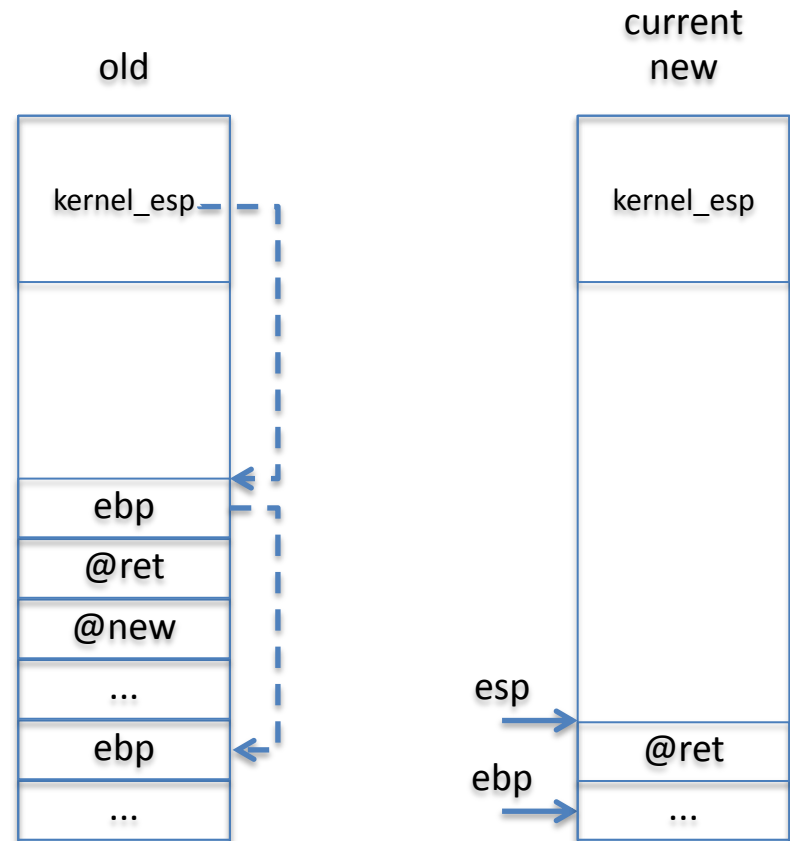 old
kernel_esp
ebp
@ret
@new
...
ebp
...
current
new
kernel_esp
esp
@ret
ebp
...